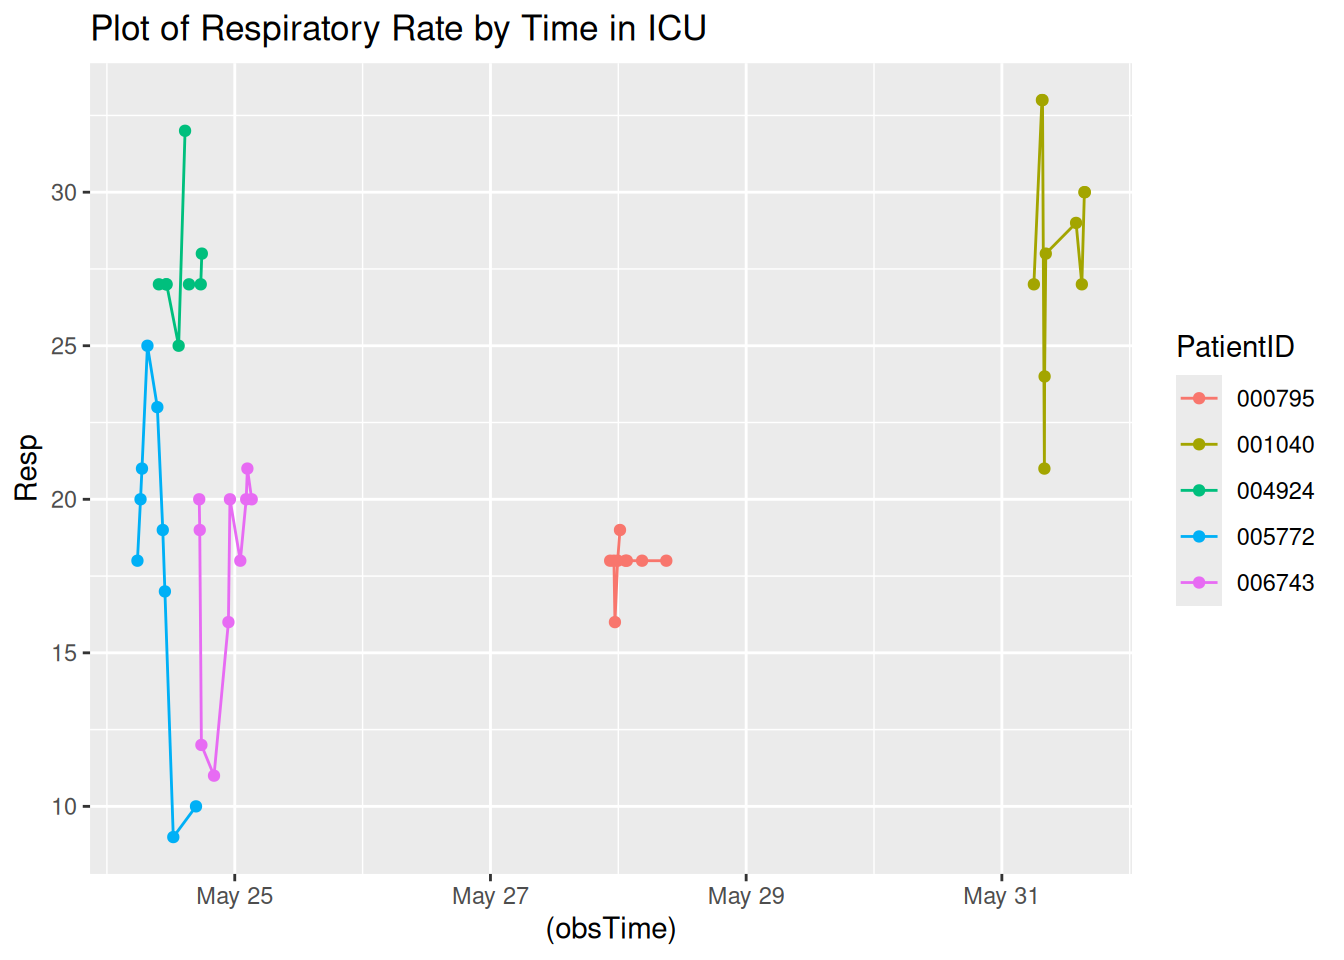 Plot of Respiratory Rate by Time in ICU
Resp
30
25
20
15
10
May 25
May 27
May 29
May 31
(obsTime)
PatientID
000795
001040
004924
005772
006743